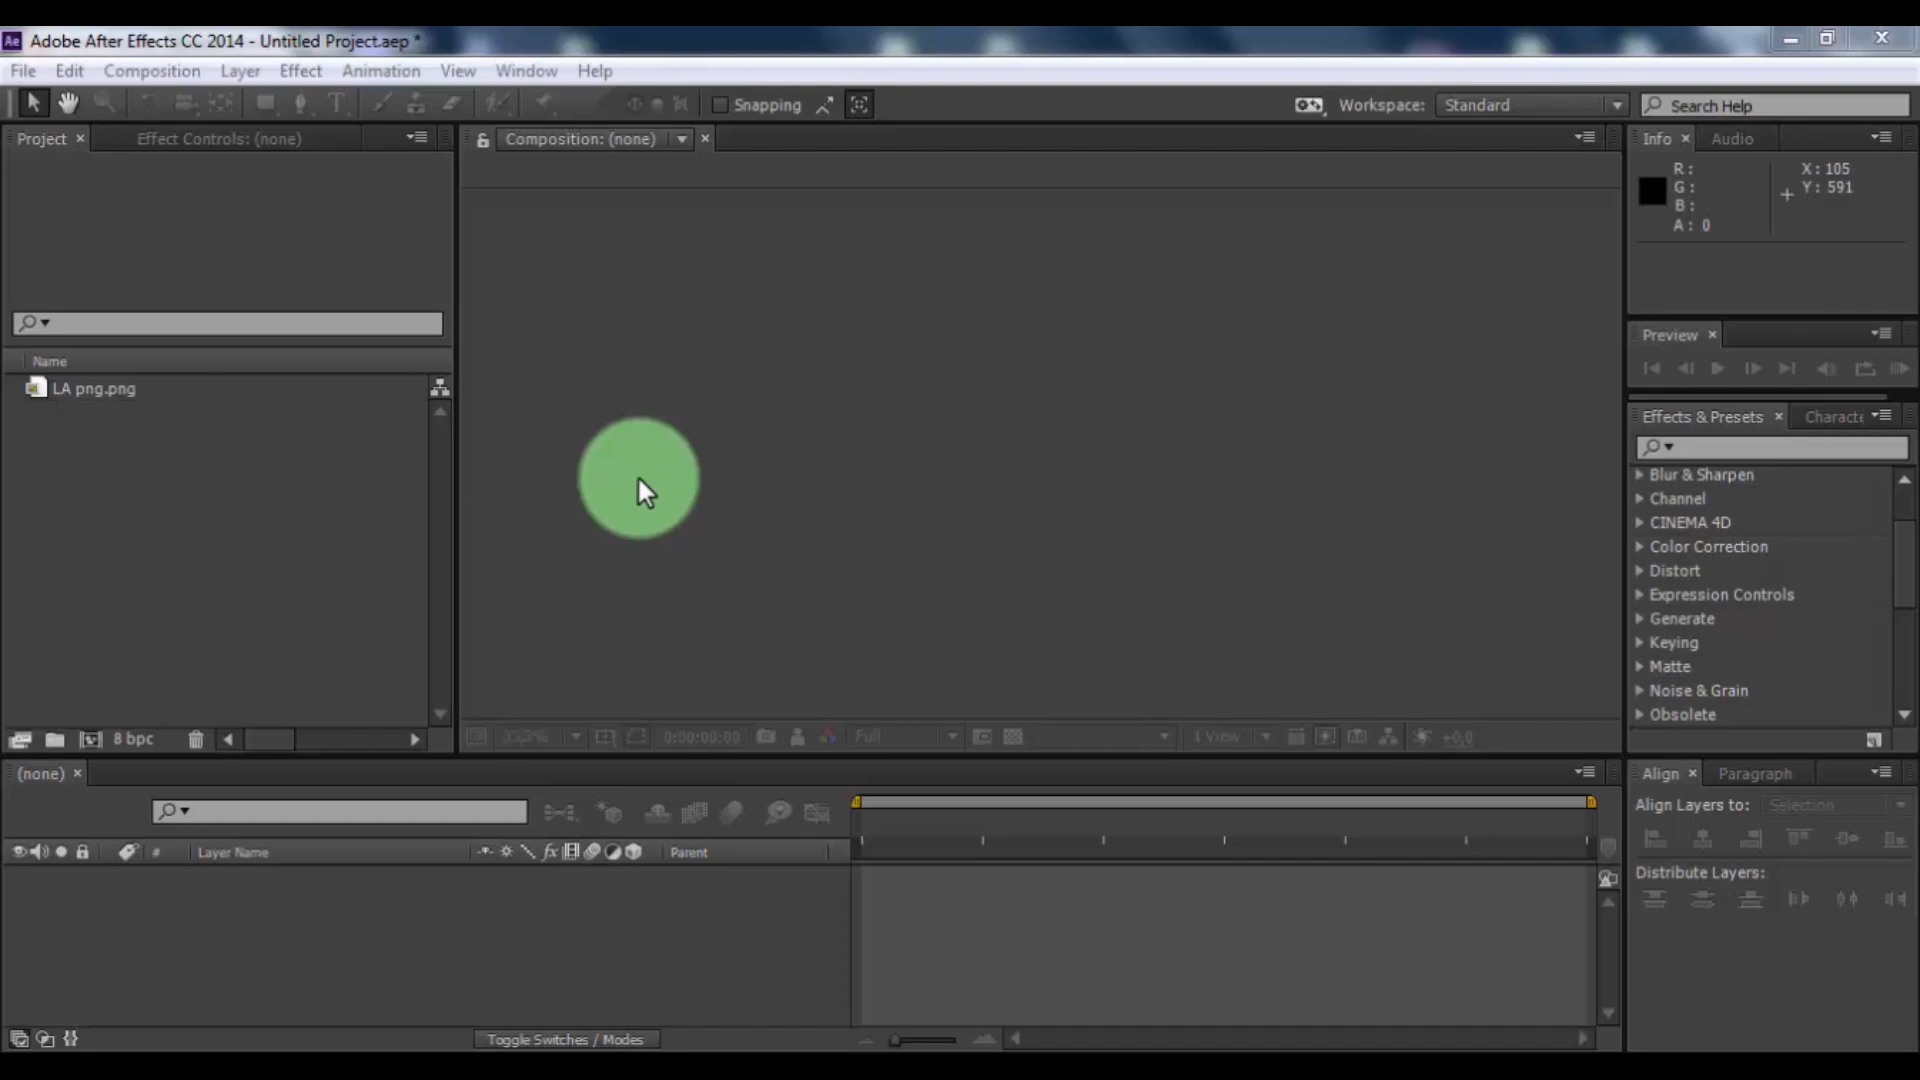 Ae Adobe After Effects CC 2014 - Untitled Project.aep *
File Edit Composition Layer Effect Animation View Window Help
T Snapping Workspace: Standard Search Help
Project Effect Controls: (none) Composition: (none) Info Audio
R: X: 105
G: Y: 591
B:
A: 0
Preview
Name
LA png.png
Effects & Presets Characte
Blur & Sharpen
Channel
CINEMA 4D
Color Correction
Distort
Expression Controls
Generate
Keying
Matte
Noise & Grain
Obsolete
8 bpc 33,3% 0:00:00:00 Full 1 View +0,0
(none) Align Paragraph
Align Layers to: Selection
# Layer Name fx Parent
Distribute Layers:
Toggle Switches / Modes